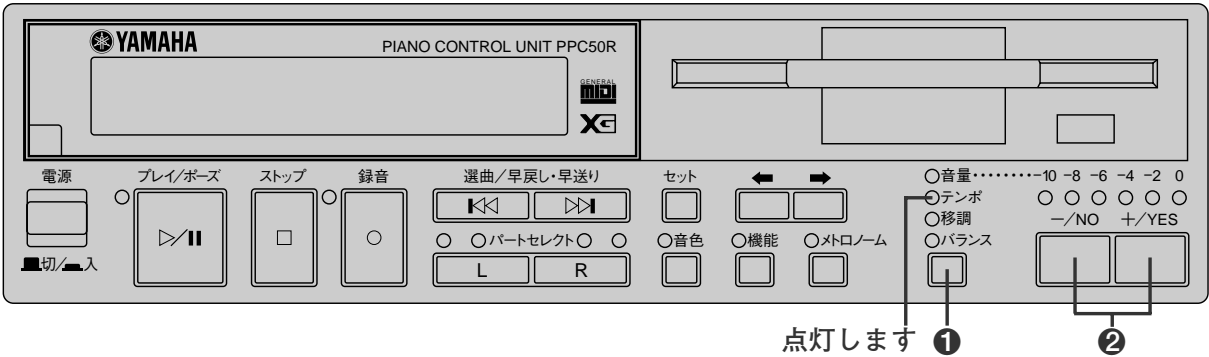 YAMAHA
PIANO CONTROL UNIT PPC50R
GENERAL
MIDI
XG
電源
プレイ/ポーズ
ストップ
録音
選曲/早戻し・早送り
セット
音量・・・・・・・・−10 −8 −6 −4 −2 0
テンポ
移調
バランス
−/NO
+/YES
パートセレクト
音色
機能
メトロノーム
L
R
切/入
点灯します
❶
❷